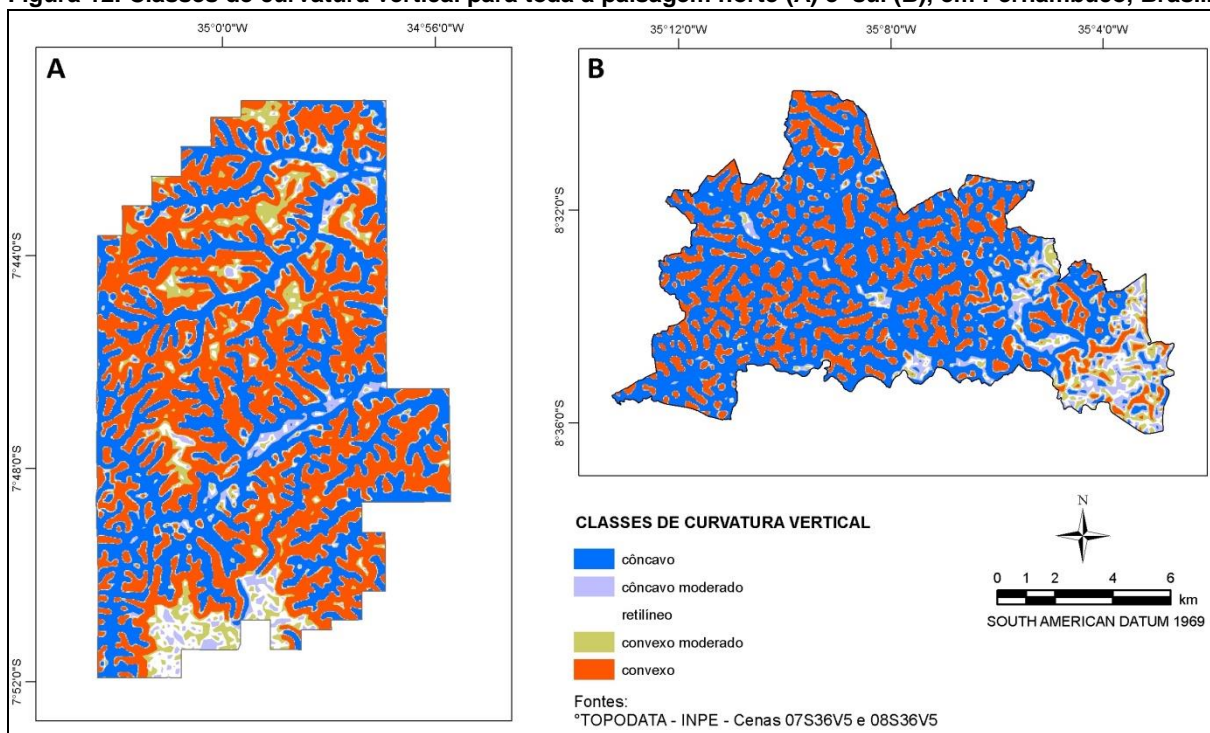 Figura 12. Classes de curvatura vertical para toda a paisagem norte (A) e sul (B), em Pernambuco, Brasil
35°0'0"W
34°56'0"W
A
7°44'0"S
7°48'0"S
7°52'0"S
35°12'0"W
35°8'0"W
35°4'0"W
B
8°32'0"S
8°36'0"S
CLASSES DE CURVATURA VERTICAL
côncavo
côncavo moderado
retilíneo
convexo moderado
convexo
Fontes:
°TOPODATA - INPE - Cenas 07S36V5 e 08S36V5
N
0 1 2 4 6
km
SOUTH AMERICAN DATUM 1969